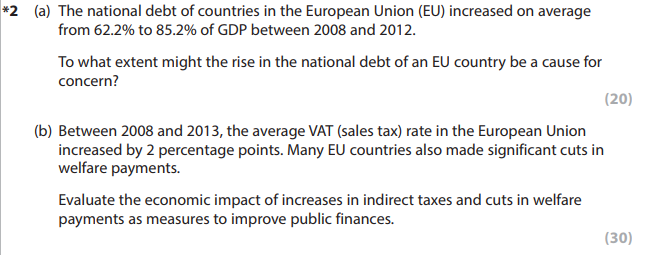 *2 (a) The national debt of countries in the European Union (EU) increased on average
from 62.2% to 85.2% of GDP between 2008 and 2012.
To what extent might the rise in the national debt of an EU country be a cause for
concern?
(20)
(b) Between 2008 and 2013, the average VAT (sales tax) rate in the European Union
increased by 2 percentage points. Many EU countries also made significant cuts in
welfare payments.
Evaluate the economic impact of increases in indirect taxes and cuts in welfare
payments as measures to improve public finances.
(30)